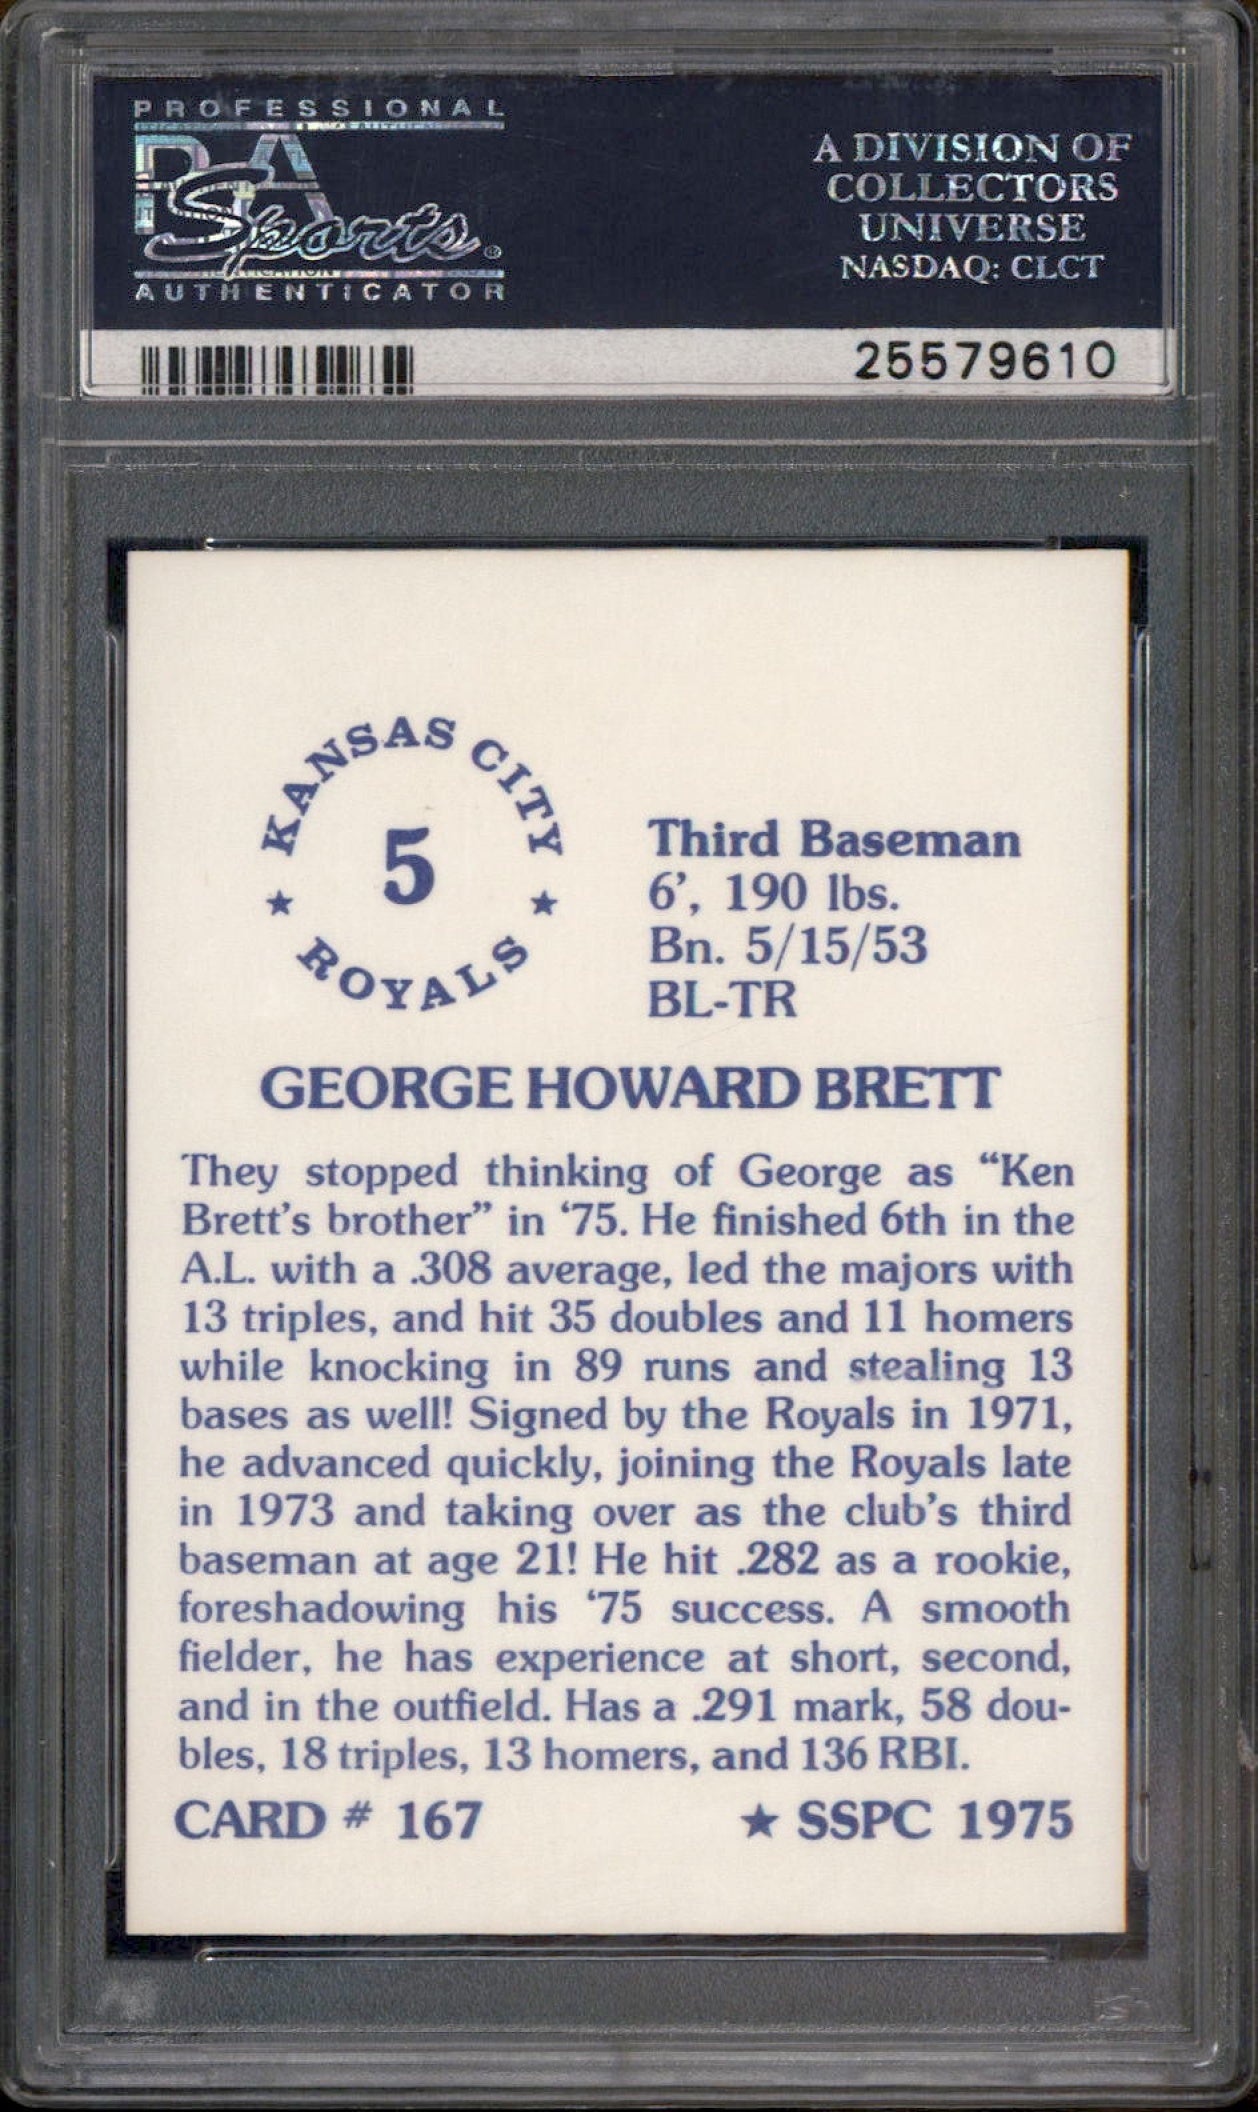 PROFESSIONAL
PSA
Sports®
AUTHENTICATOR
A DIVISION OF
COLLECTORS
UNIVERSE
NASDAQ: CLCT
25579610
KANSAS CITY
5
★ ★
ROYALS
Third Baseman
6’, 190 lbs.
Bn. 5/15/53
BL-TR
GEORGE HOWARD BRETT
They stopped thinking of George as “Ken
Brett’s brother” in ‘75. He finished 6th in the
A.L. with a .308 average, led the majors with
13 triples, and hit 35 doubles and 11 homers
while knocking in 89 runs and stealing 13
bases as well! Signed by the Royals in 1971,
he advanced quickly, joining the Royals late
in 1973 and taking over as the club’s third
baseman at age 21! He hit .282 as a rookie,
foreshadowing his ‘75 success. A smooth
fielder, he has experience at short, second,
and in the outfield. Has a .291 mark, 58 dou-
bles, 18 triples, 13 homers, and 136 RBI.
CARD # 167 ★ SSPC 1975